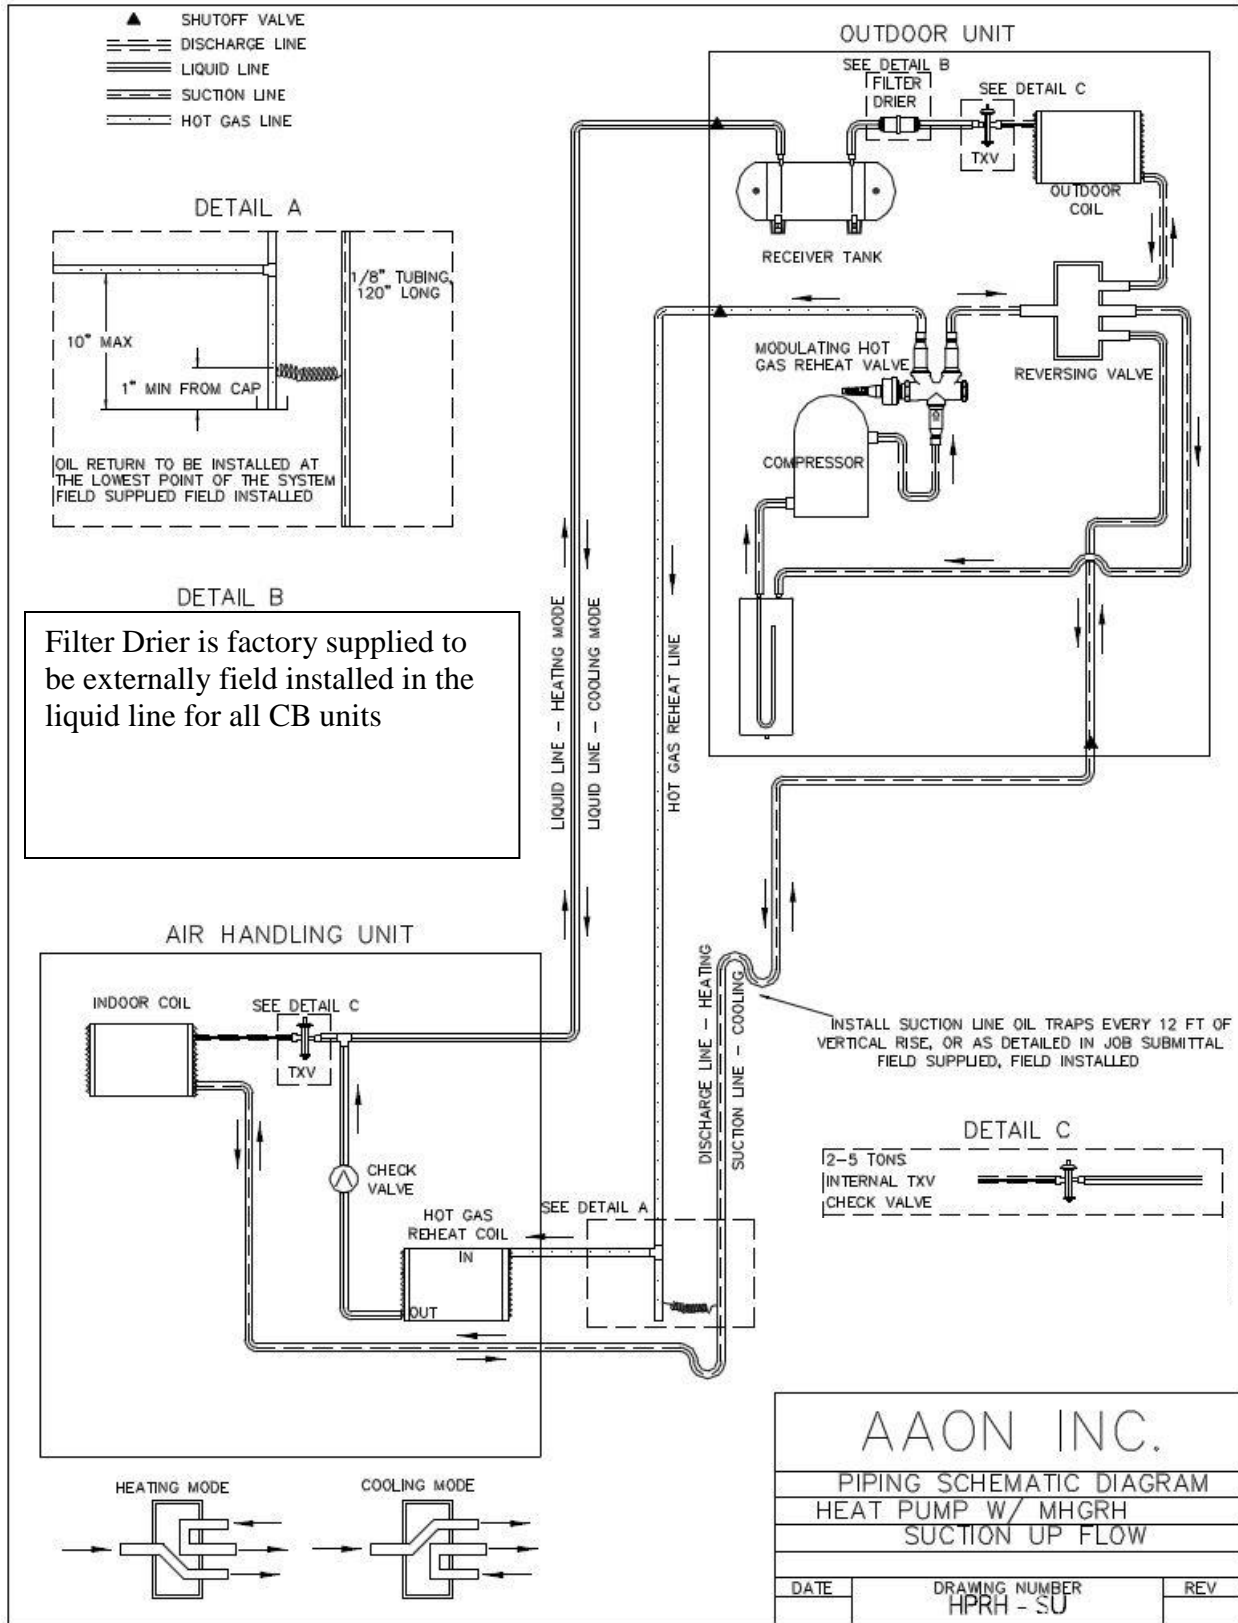 SHUTOFF VALVE
DISCHARGE LINE
LIQUID LINE
SUCTION LINE
HOT GAS LINE
OUTDOOR UNIT
SEE DETAIL B
FILTER
DRIER
SEE DETAIL C
TXV
OUTDOOR
COIL
RECEIVER TANK
MODULATING HOT
GAS REHEAT VALVE
REVERSING VALVE
COMPRESSOR
DETAIL A
1/8" TUBING,
120" LONG
10" MAX
1" MIN FROM CAP
OIL RETURN TO BE INSTALLED AT
THE LOWEST POINT OF THE SYSTEM
FIELD SUPPLIED FIELD INSTALLED
DETAIL B
Filter Drier is factory supplied to
be externally field installed in the
liquid line for all CB units
LIQUID LINE - HEATING MODE
LIQUID LINE - COOLING MODE
HOT GAS REHEAT LINE
DISCHARGE LINE - HEATING
SUCTION LINE - COOLING
AIR HANDLING UNIT
INDOOR COIL
SEE DETAIL C
TXV
CHECK
VALVE
HOT GAS
REHEAT COIL
IN
OUT
SEE DETAIL A
INSTALL SUCTION LINE OIL TRAPS EVERY 12 FT OF
VERTICAL RISE, OR AS DETAILED IN JOB SUBMITTAL
FIELD SUPPLIED, FIELD INSTALLED
DETAIL C
2-5 TONS
INTERNAL TXV
CHECK VALVE
HEATING MODE
COOLING MODE
AAON INC.
PIPING SCHEMATIC DIAGRAM
HEAT PUMP W/ MHGRH
SUCTION UP FLOW
DATE
DRAWING NUMBER
HPRH - SU
REV